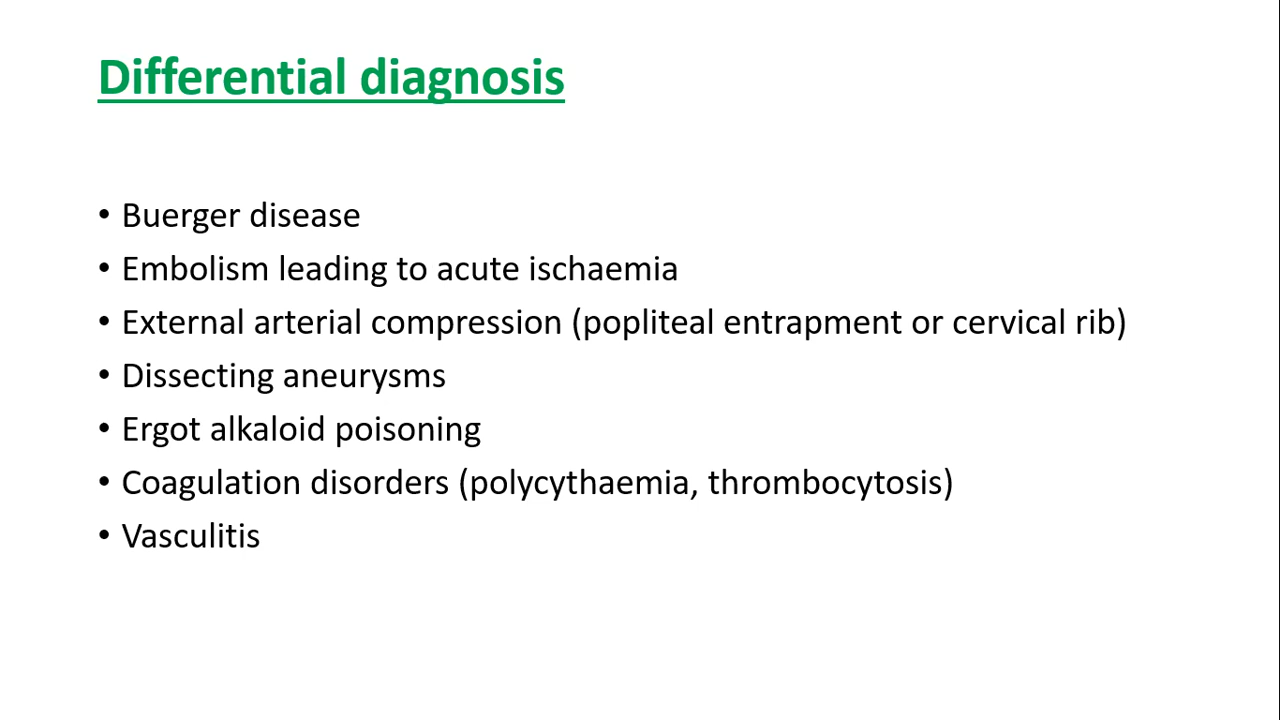 Differential diagnosis
• Buerger disease
• Embolism leading to acute ischaemia
• External arterial compression (popliteal entrapment or cervical rib)
• Dissecting aneurysms
• Ergot alkaloid poisoning
• Coagulation disorders (polycythaemia, thrombocytosis)
• Vasculitis